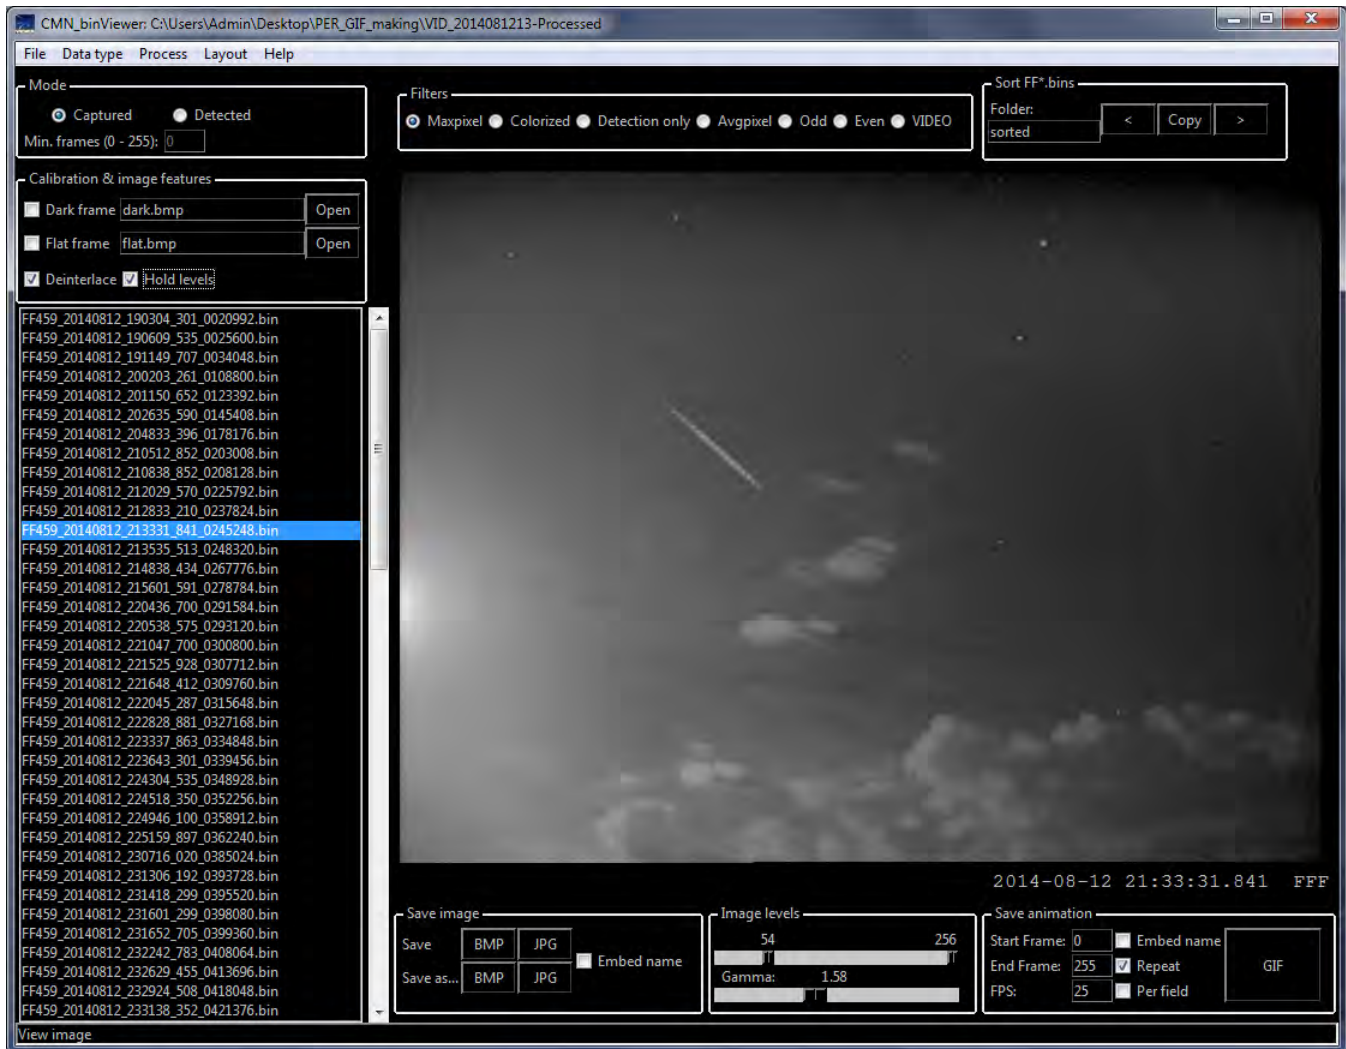 CMN_binViewer: C:\Users\Admin\Desktop\PER_GIF_making\VID_2014081213-Processed
File Data type Process Layout Help
Mode
Captured Detected
Min. frames (0 - 255): 0
Filters
Maxpixel Colorized Detection only Avgpixel Odd Even VIDEO
Sort FF*.bins
Folder:
sorted < Copy >
Calibration & image features
Dark frame dark.bmp Open
Flat frame flat.bmp Open
Deinterlace Hold levels
FF459_20140812_190304_301_0020992.bin
FF459_20140812_190609_535_0025600.bin
FF459_20140812_191149_707_0034048.bin
FF459_20140812_200203_261_0108800.bin
FF459_20140812_201150_652_0123392.bin
FF459_20140812_202635_590_0145408.bin
FF459_20140812_204833_396_0178176.bin
FF459_20140812_210512_852_0203008.bin
FF459_20140812_210838_852_0208128.bin
FF459_20140812_212029_570_0225792.bin
FF459_20140812_212833_210_0237824.bin
FF459_20140812_213331_841_0245248.bin
FF459_20140812_213535_513_0248320.bin
FF459_20140812_214838_434_0267776.bin
FF459_20140812_215601_591_0278784.bin
FF459_20140812_220436_700_0291584.bin
FF459_20140812_220538_575_0293120.bin
FF459_20140812_221047_700_0300800.bin
FF459_20140812_221525_928_0307712.bin
FF459_20140812_221648_412_0309760.bin
FF459_20140812_222045_287_0315648.bin
FF459_20140812_222828_881_0327168.bin
FF459_20140812_223337_863_0334848.bin
FF459_20140812_223643_301_0339456.bin
FF459_20140812_224304_535_0348928.bin
FF459_20140812_224518_350_0352256.bin
FF459_20140812_224946_100_0358912.bin
FF459_20140812_225159_897_0362240.bin
FF459_20140812_230716_020_0385024.bin
FF459_20140812_231306_192_0393728.bin
FF459_20140812_231418_299_0395520.bin
FF459_20140812_231601_299_0398080.bin
FF459_20140812_231652_705_0399360.bin
FF459_20140812_232242_783_0408064.bin
FF459_20140812_232629_455_0413696.bin
FF459_20140812_232924_508_0418048.bin
FF459_20140812_233138_352_0421376.bin
2014-08-12 21:33:31.841 FFF
Save image
Save BMP JPG
Save as... BMP JPG
Embed name
Image levels
54 256
Gamma: 1.58
Save animation
Start Frame: 0 Embed name
End Frame: 255 Repeat
FPS: 25 Per field
GIF
View image